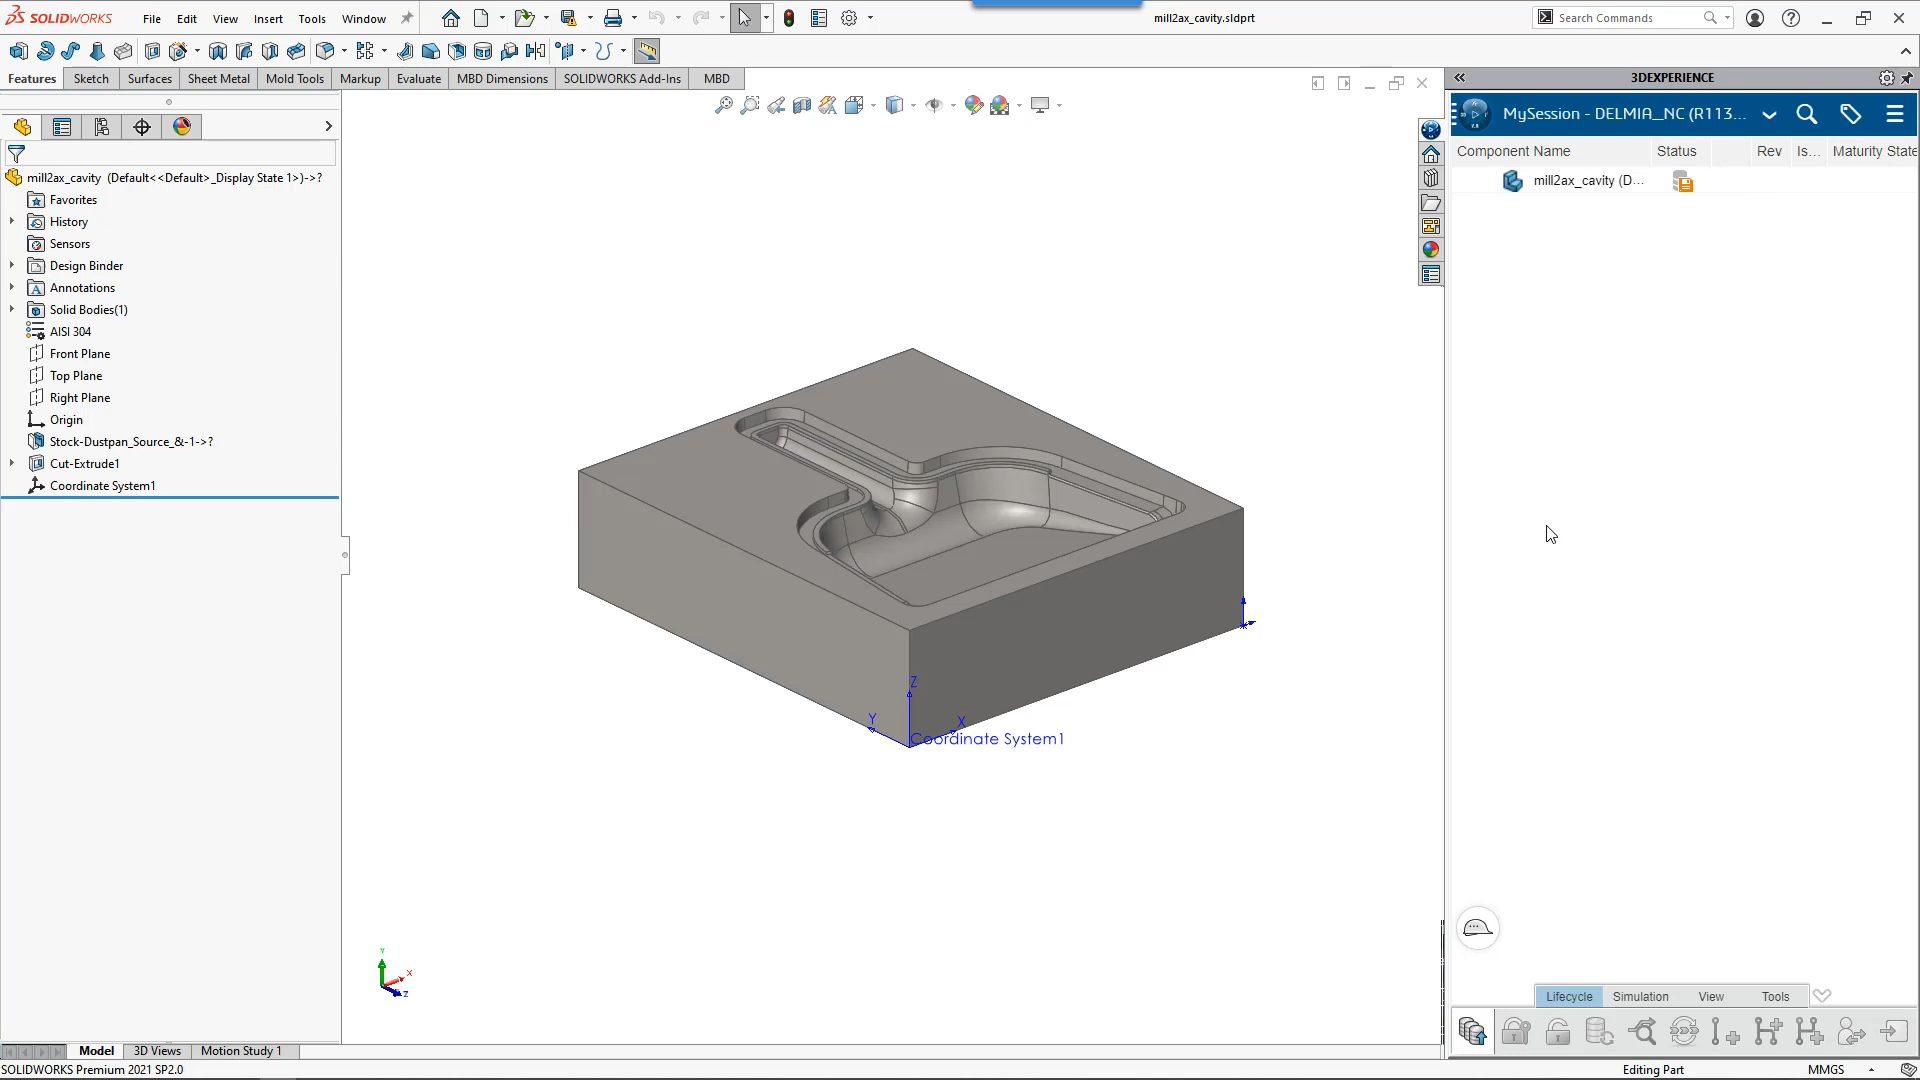 SOLIDWORKS File Edit View Insert Tools Window mill2ax_cavity.sldprt Search Commands
Features Sketch Surfaces Sheet Metal Mold Tools Markup Evaluate MBD Dimensions SOLIDWORKS Add-Ins MBD
3DEXPERIENCE
MySession - DELMIA_NC (R113...
Component Name Status Rev Is... Maturity State
mill2ax_cavity (D...
mill2ax_cavity (Default<<Default>_Display State 1>)->?
Favorites
History
Sensors
Design Binder
Annotations
Solid Bodies(1)
AISI 304
Front Plane
Top Plane
Right Plane
Origin
Stock-Dustpan_Source_&-1->?
Cut-Extrude1
Coordinate System1
Z
Y X
Coordinate System1
Y
X
Z
Lifecycle Simulation View Tools
Model 3D Views Motion Study 1
SOLIDWORKS Premium 2021 SP2.0 Editing Part MMGS